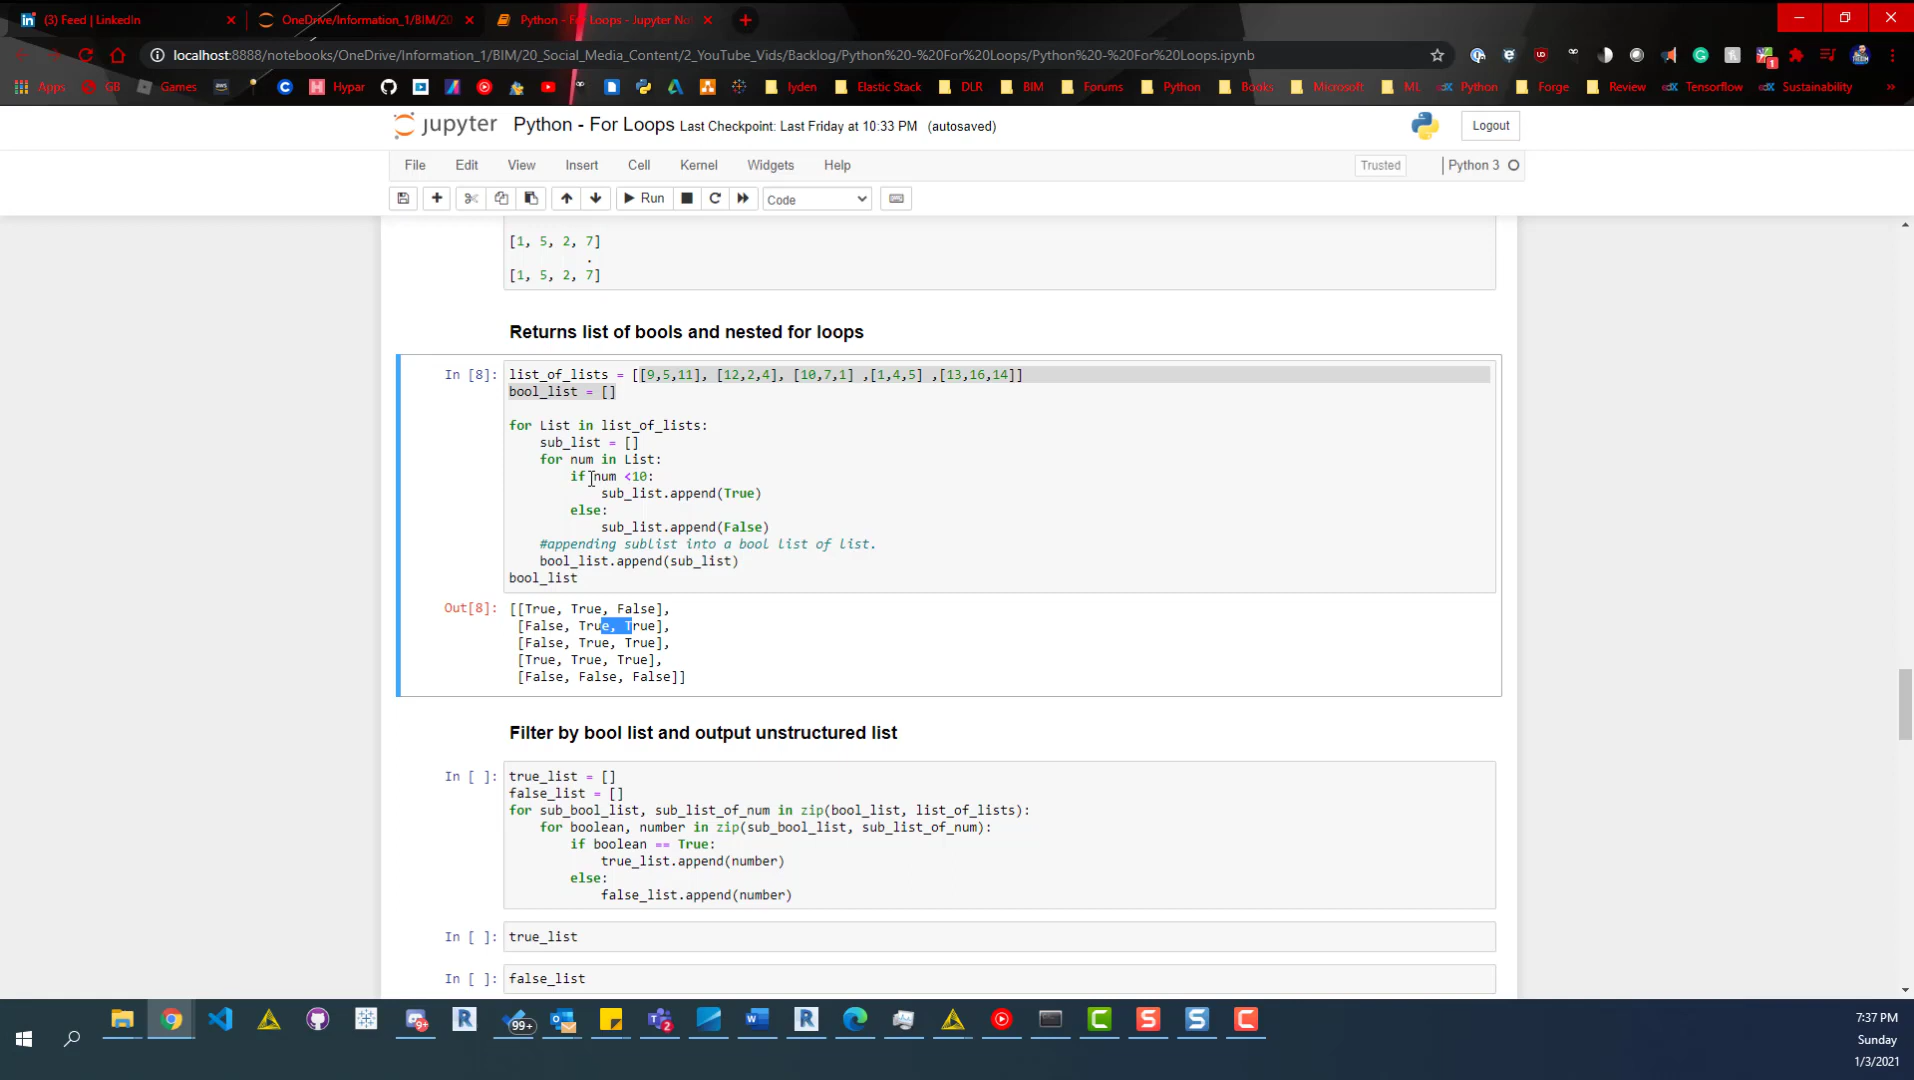 (3) Feed | LinkedIn
OneDrive/Information_1/BIM/20
Python - For Loops - Jupyter No
localhost:8888/notebooks/OneDrive/Information_1/BIM/20_Social_Media_Content/2_YouTube_Vids/Backlog/Python%20-%20For%20Loops/Python%20-%20For%20Loops.ipynb
Apps GB Games Hypar Iyden Elastic Stack DLR BIM Forums Python Books Microsoft ML Python Forge Review Tensorflow Sustainability »
jupyter Python - For Loops Last Checkpoint: Last Friday at 10:33 PM (autosaved)
Logout
File Edit View Insert Cell Kernel Widgets Help
Trusted Python 3
Run Code
[1, 5, 2, 7]
.
[1, 5, 2, 7]
Returns list of bools and nested for loops
In [8]: list_of_lists = [[9,5,11], [12,2,4], [10,7,1] ,[1,4,5] ,[13,16,14]]
bool_list = []
for List in list_of_lists:
sub_list = []
for num in List:
if num <10:
sub_list.append(True)
else:
sub_list.append(False)
#appending sublist into a bool list of list.
bool_list.append(sub_list)
bool_list
Out[8]: [[True, True, False],
[False, True, True],
[False, True, True],
[True, True, True],
[False, False, False]]
Filter by bool list and output unstructured list
In [ ]: true_list = []
false_list = []
for sub_bool_list, sub_list_of_num in zip(bool_list, list_of_lists):
for boolean, number in zip(sub_bool_list, sub_list_of_num):
if boolean == True:
true_list.append(number)
else:
false_list.append(number)
In [ ]: true_list
In [ ]: false_list
7:37 PM
Sunday
1/3/2021